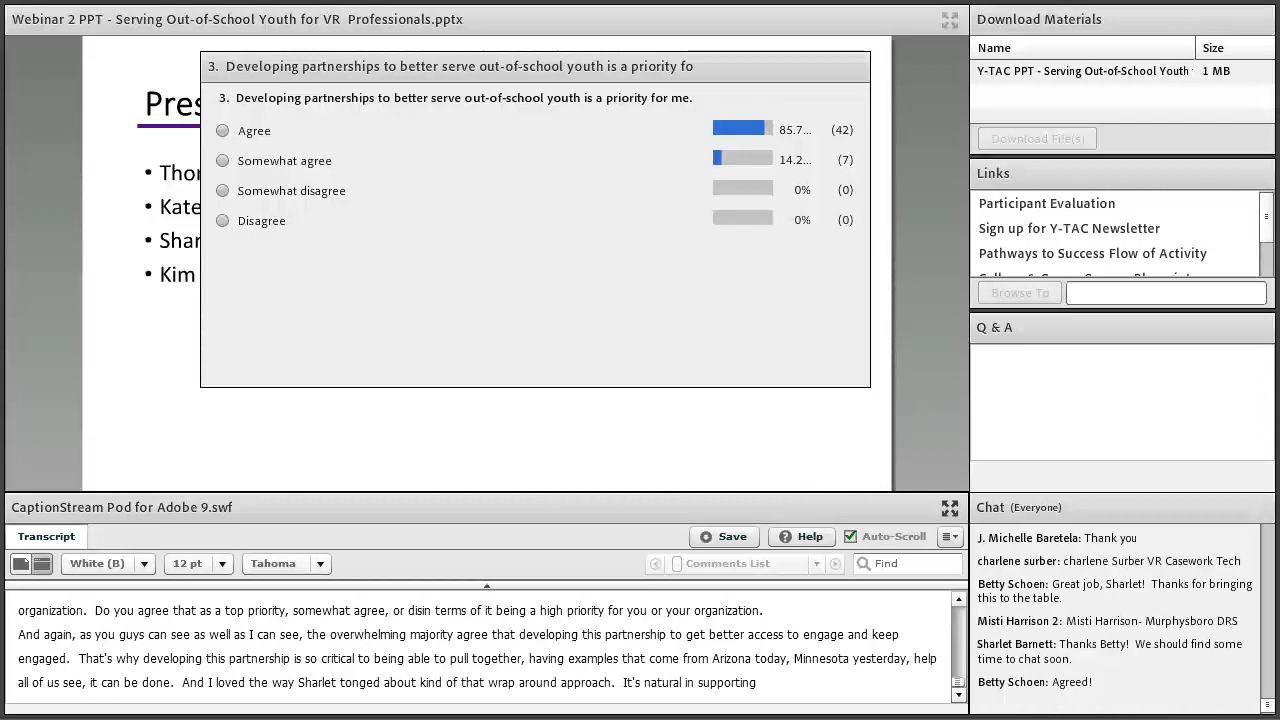 Webinar 2 PPT - Serving Out-of-School Youth for VR Professionals.pptx
Pres
• Thor
• Kate
• Shar
• Kim
3. Developing partnerships to better serve out-of-school youth is a priority fo
3. Developing partnerships to better serve out-of-school youth is a priority for me.
Agree 85.7... (42)
Somewhat agree 14.2... (7)
Somewhat disagree 0% (0)
Disagree 0% (0)
CaptionStream Pod for Adobe 9.swf
Transcript Save Help Auto-Scroll
White (B) 12 pt Tahoma Comments List Find
organization. Do you agree that as a top priority, somewhat agree, or disin terms of it being a high priority for you or your organization.
And again, as you guys can see as well as I can see, the overwhelming majority agree that developing this partnership to get better access to engage and keep
engaged. That's why developing this partnership is so critical to being able to pull together, having examples that come from Arizona today, Minnesota yesterday, help
all of us see, it can be done. And I loved the way Sharlet tonged about kind of that wrap around approach. It's natural in supporting
Download Materials
Name Size
Y-TAC PPT - Serving Out-of-School Youth 1 MB
Download File(s)
Links
Participant Evaluation
Sign up for Y-TAC Newsletter
Pathways to Success Flow of Activity
Browse To
Q & A
Chat (Everyone)
J. Michelle Baretela: Thank you
charlene surber: charlene Surber VR Casework Tech
Betty Schoen: Great job, Sharlet! Thanks for bringing
this to the table.
Misti Harrison 2: Misti Harrison- Murphysboro DRS
Sharlet Barnett: Thanks Betty! We should find some
time to chat soon.
Betty Schoen: Agreed!